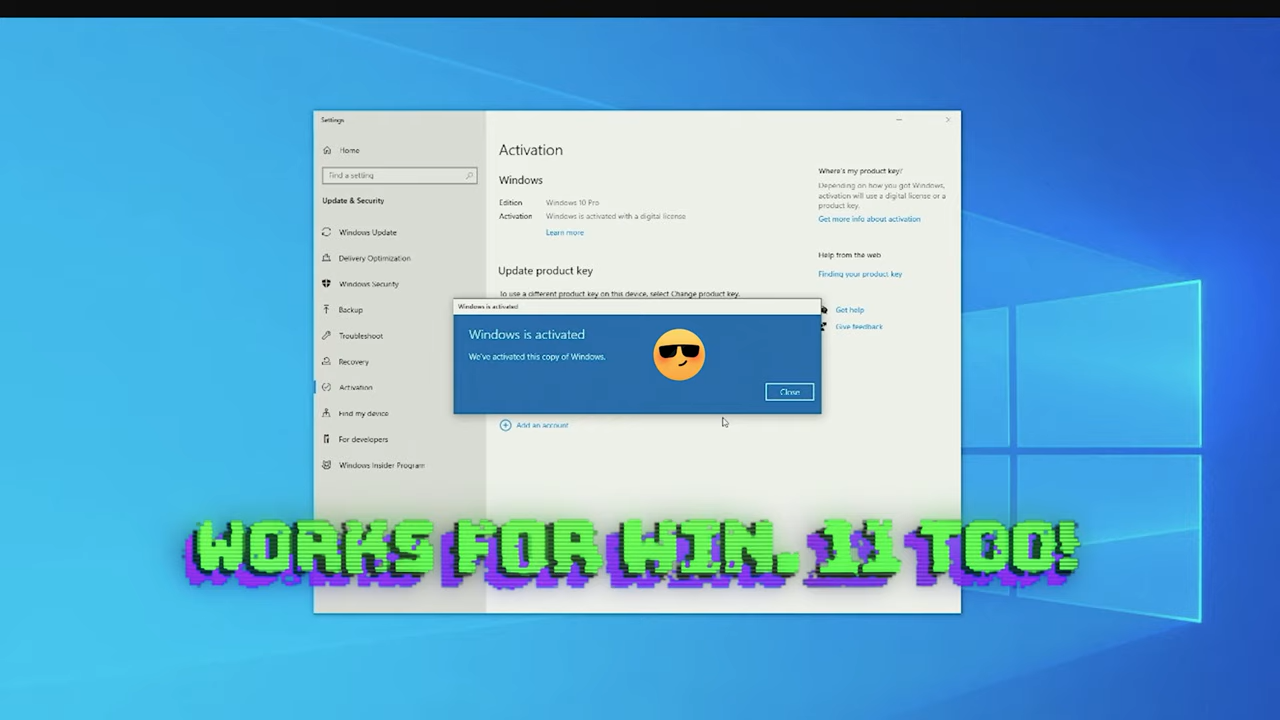 Settings
Home
Find a setting
Update & Security
Windows Update
Delivery Optimization
Windows Security
Backup
Troubleshoot
Recovery
Activation
Find my device
For developers
Windows Insider Program
Activation
Windows
Edition Windows 10 Pro
Activation Windows is activated with a digital license
Learn more
Update product key
To use a different product key on this device, select Change product key.
Windows is activated
Windows is activated
We've activated this copy of Windows.
Close
Add an account
Where's my product key?
Depending on how you got Windows,
activation will use a digital license or a
product key.
Get more info about activation
Help from the web
Finding your product key
Get help
Give feedback
WORKS FOR WIN. 11 TOO!